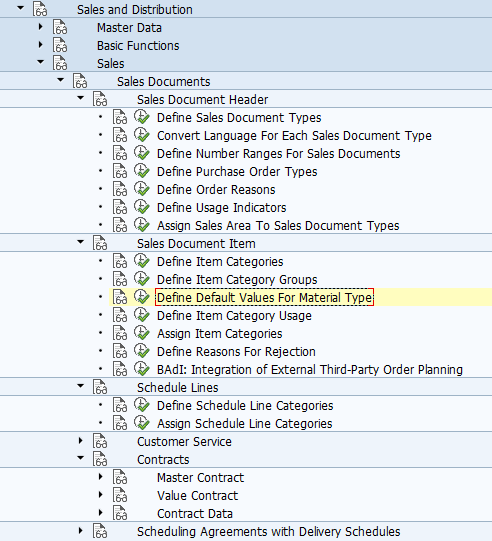 Sales and Distribution
Master Data
Basic Functions
Sales
Sales Documents
Sales Document Header
Define Sales Document Types
Convert Language For Each Sales Document Type
Define Number Ranges For Sales Documents
Define Purchase Order Types
Define Order Reasons
Define Usage Indicators
Assign Sales Area To Sales Document Types
Sales Document Item
Define Item Categories
Define Item Category Groups
Define Default Values For Material Type
Define Item Category Usage
Assign Item Categories
Define Reasons For Rejection
BAdI: Integration of External Third-Party Order Planning
Schedule Lines
Define Schedule Line Categories
Assign Schedule Line Categories
Customer Service
Contracts
Master Contract
Value Contract
Contract Data
Scheduling Agreements with Delivery Schedules